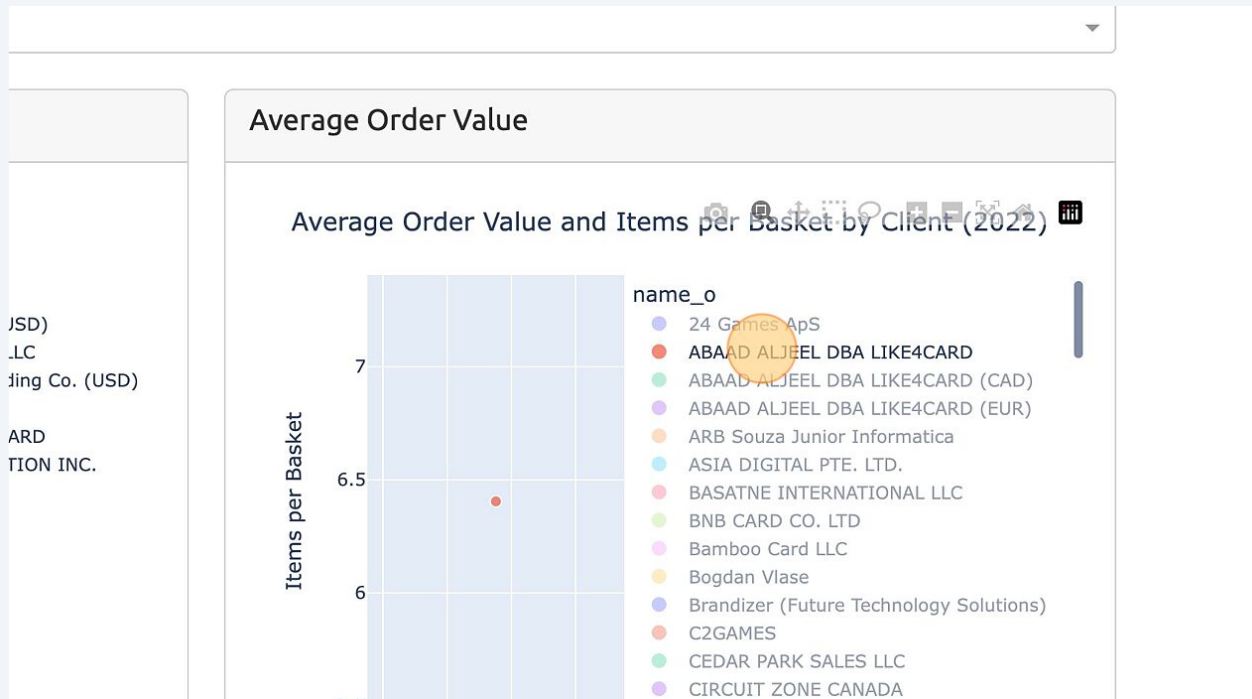 Average Order Value
Average Order Value and Items per Basket by Client (2022)
JSD)
LLC
ding Co. (USD)
ARD
TION INC.
Items per Basket
7
6.5
6
name_o
24 Games ApS
ABAAD ALJEEL DBA LIKE4CARD
ABAAD ALJEEL DBA LIKE4CARD (CAD)
ABAAD ALJEEL DBA LIKE4CARD (EUR)
ARB Souza Junior Informatica
ASIA DIGITAL PTE. LTD.
BASATNE INTERNATIONAL LLC
BNB CARD CO. LTD
Bamboo Card LLC
Bogdan Vlase
Brandizer (Future Technology Solutions)
C2GAMES
CEDAR PARK SALES LLC
CIRCUIT ZONE CANADA